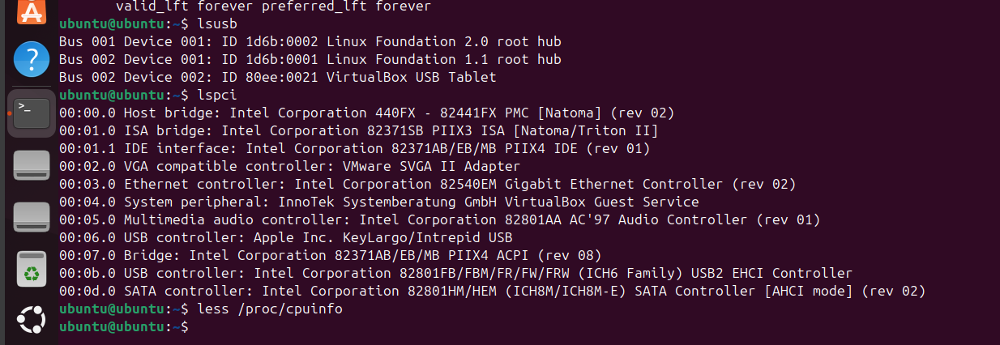 valid_lft forever preferred_lft forever
ubuntu@ubuntu:~$ lsusb
Bus 001 Device 001: ID 1d6b:0002 Linux Foundation 2.0 root hub
Bus 002 Device 001: ID 1d6b:0001 Linux Foundation 1.1 root hub
Bus 002 Device 002: ID 80ee:0021 VirtualBox USB Tablet
ubuntu@ubuntu:~$ lspci
00:00.0 Host bridge: Intel Corporation 440FX - 82441FX PMC [Natoma] (rev 02)
00:01.0 ISA bridge: Intel Corporation 82371SB PIIX3 ISA [Natoma/Triton II]
00:01.1 IDE interface: Intel Corporation 82371AB/EB/MB PIIX4 IDE (rev 01)
00:02.0 VGA compatible controller: VMware SVGA II Adapter
00:03.0 Ethernet controller: Intel Corporation 82540EM Gigabit Ethernet Controller (rev 02)
00:04.0 System peripheral: InnoTek Systemberatung GmbH VirtualBox Guest Service
00:05.0 Multimedia audio controller: Intel Corporation 82801AA AC'97 Audio Controller (rev 01)
00:06.0 USB controller: Apple Inc. KeyLargo/Intrepid USB
00:07.0 Bridge: Intel Corporation 82371AB/EB/MB PIIX4 ACPI (rev 08)
00:0b.0 USB controller: Intel Corporation 82801FB/FBM/FR/FW/FRW (ICH6 Family) USB2 EHCI Controller
00:0d.0 SATA controller: Intel Corporation 82801HM/HEM (ICH8M/ICH8M-E) SATA Controller [AHCI mode] (rev 02)
ubuntu@ubuntu:~$ less /proc/cpuinfo
ubuntu@ubuntu:~$